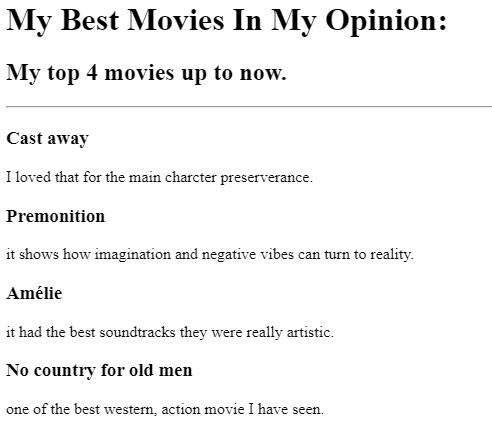 My Best Movies In My Opinion:
My top 4 movies up to now.
Cast away
I loved that for the main charcter preserverance.
Premonition
it shows how imagination and negative vibes can turn to reality.
Amélie
it had the best soundtracks they were really artistic.
No country for old men
one of the best western, action movie I have seen.